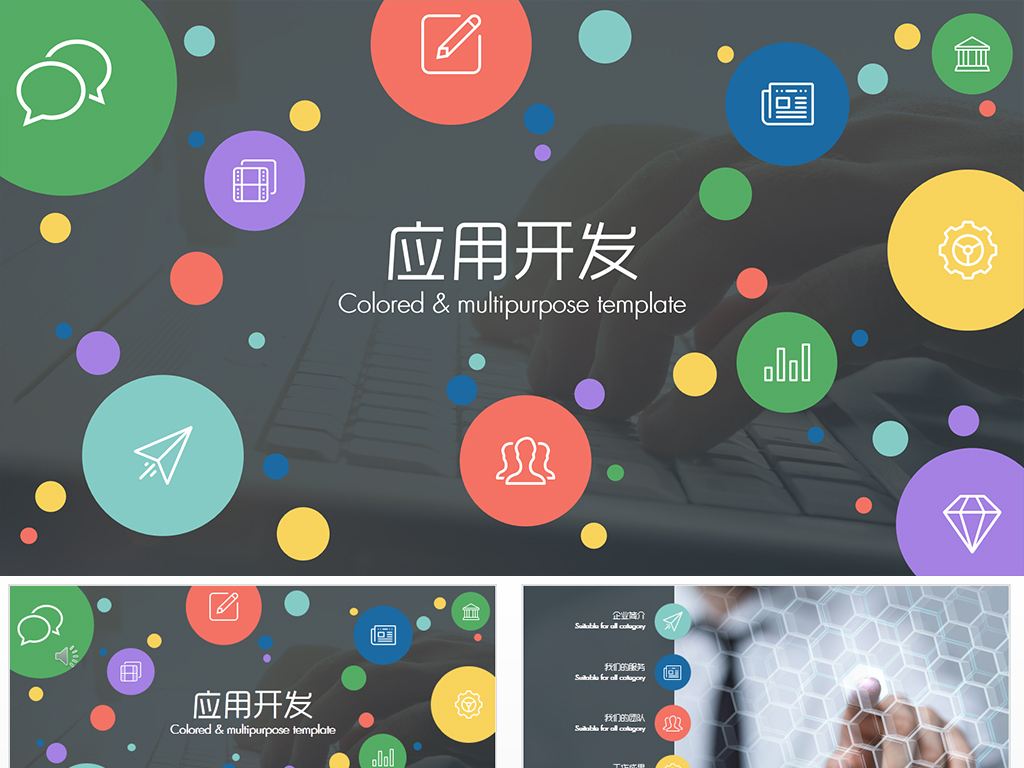 应用开发
Colored & multipurpose template
应用开发
Colored & multipurpose template
企业简介
Suitable for all category
我们的服务
Suitable for all category
我们的团队
Suitable for all category